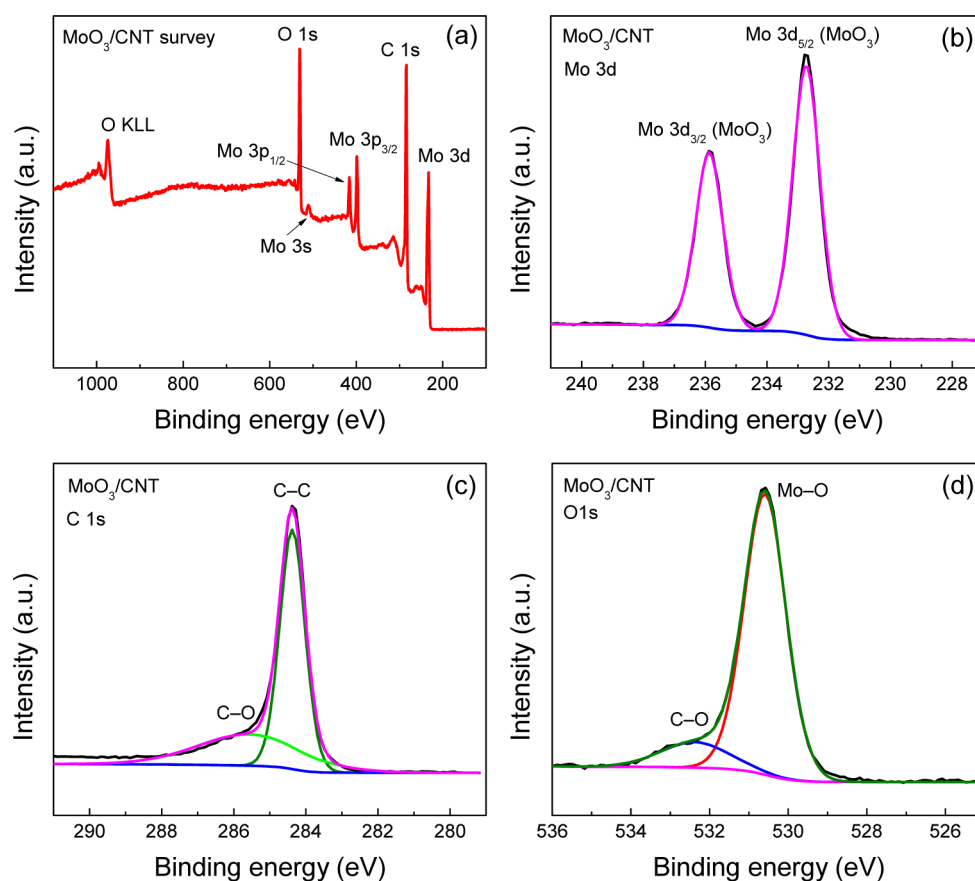 MoO₃/CNT survey
(a)
O 1s
C 1s
O KLL
Mo 3p₁/₂
Mo 3p₃/₂
Mo 3d
Mo 3s
Intensity (a.u.)
1000 800 600 400 200
Binding energy (eV)
MoO₃/CNT
Mo 3d
(b)
Mo 3d₅/₂ (MoO₃)
Mo 3d₃/₂ (MoO₃)
Intensity (a.u.)
240 238 236 234 232 230 228
Binding energy (eV)
MoO₃/CNT
C 1s
(c)
C–C
C–O
Intensity (a.u.)
290 288 286 284 282 280
Binding energy (eV)
MoO₃/CNT
O1s
(d)
Mo–O
C–O
Intensity (a.u.)
536 534 532 530 528 526
Binding energy (eV)